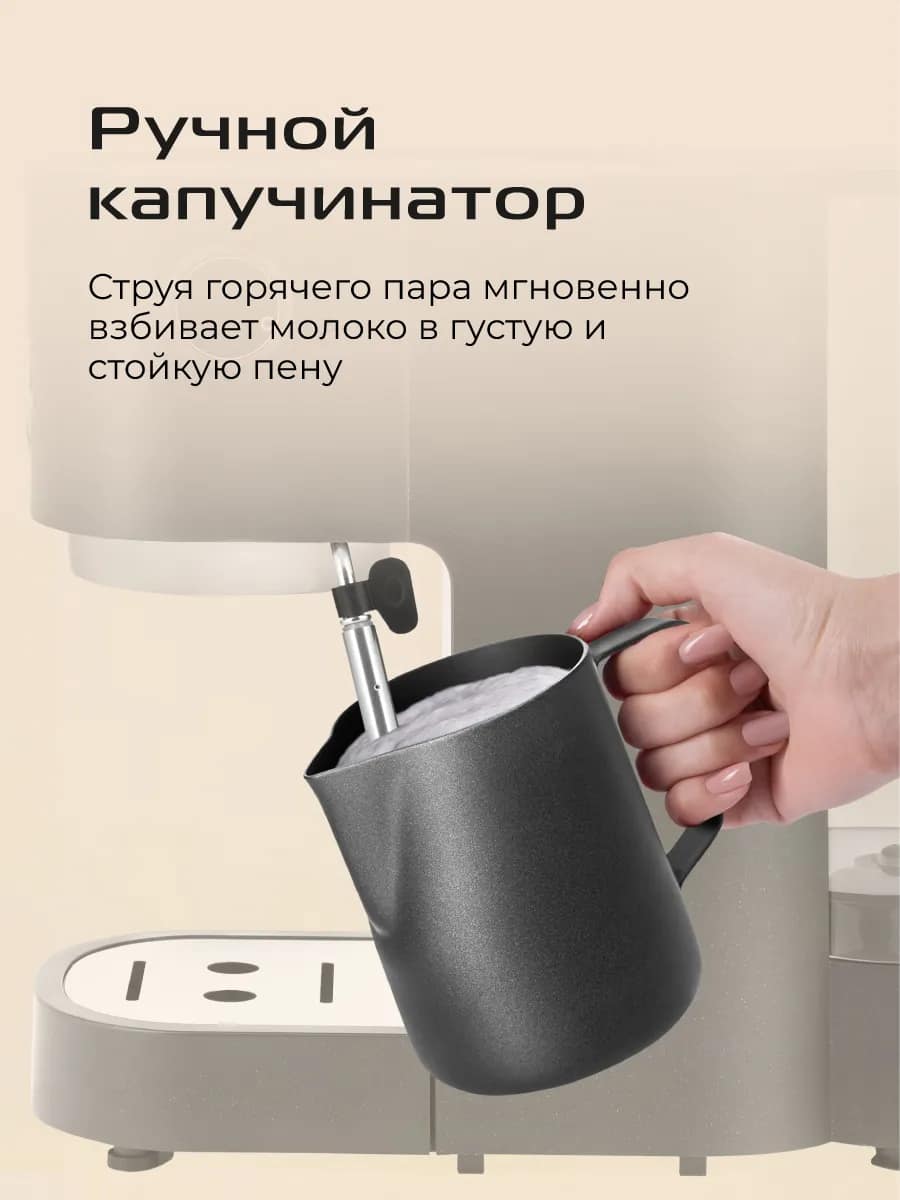 Ручной
капучинатор
Струя горячего пара мгновенно
взбивает молоко в густую и
стойкую пену